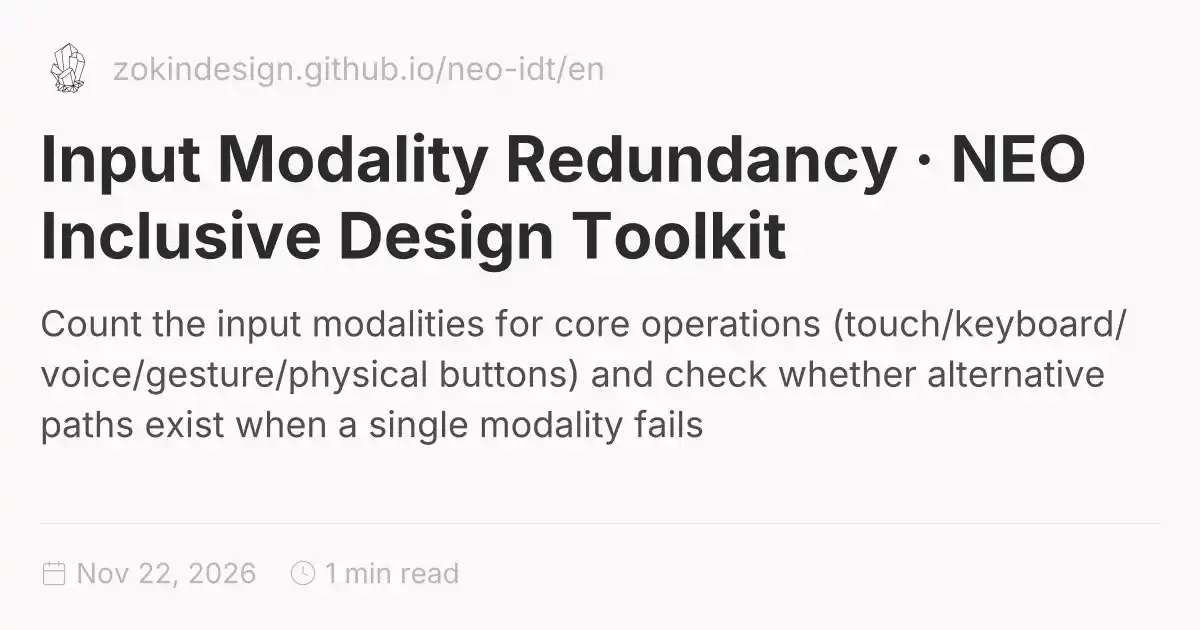 zokindesign.github.io/neo-idt/en
Input Modality Redundancy · NEO
Inclusive Design Toolkit
Count the input modalities for core operations (touch/keyboard/
voice/gesture/physical buttons) and check whether alternative
paths exist when a single modality fails
Nov 22, 2026 1 min read